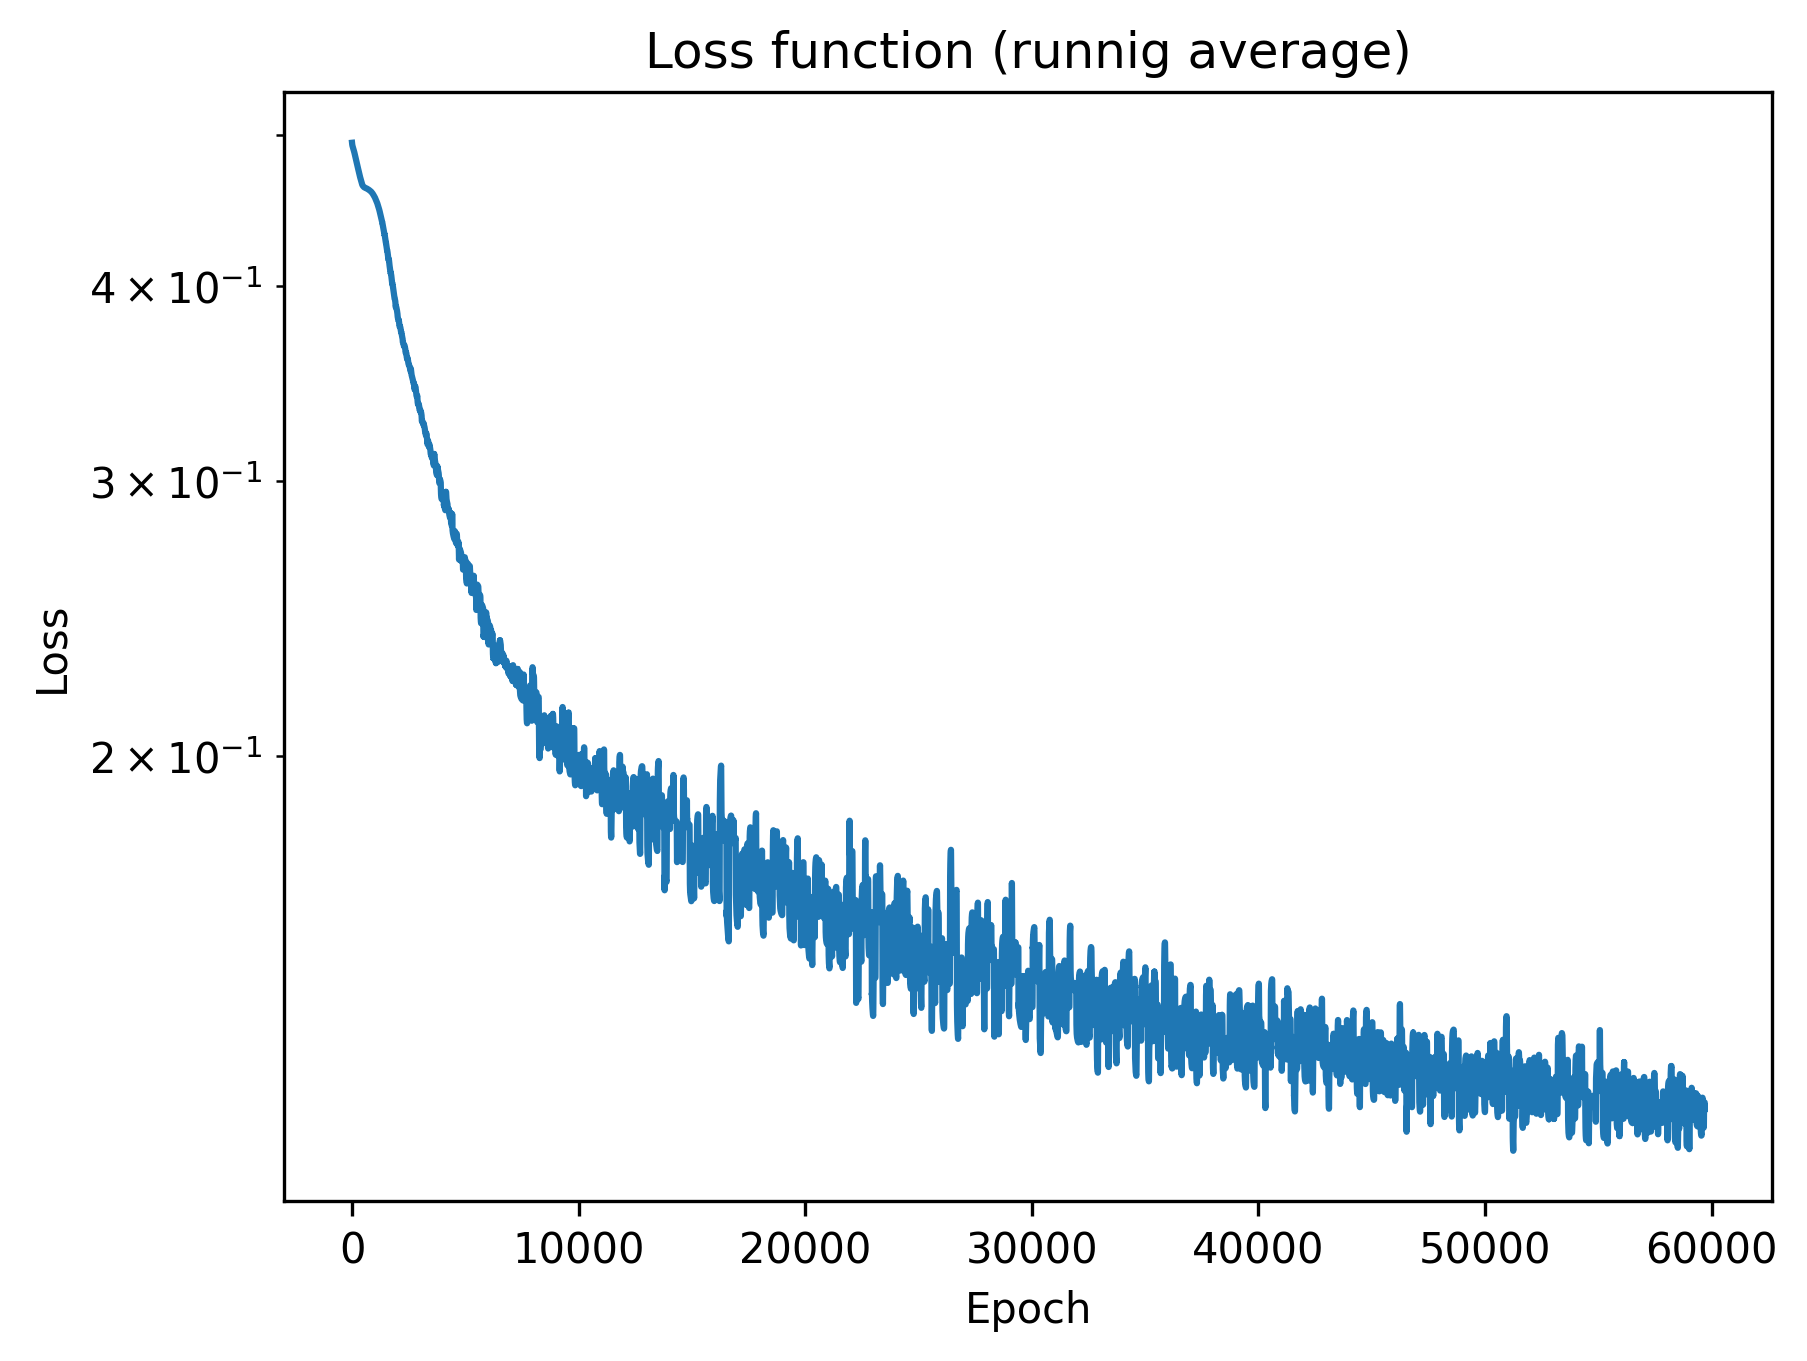 Loss function (runnig average)
4 × 10⁻¹
3 × 10⁻¹
2 × 10⁻¹
Loss
0 10000 20000 30000 40000 50000 60000
Epoch